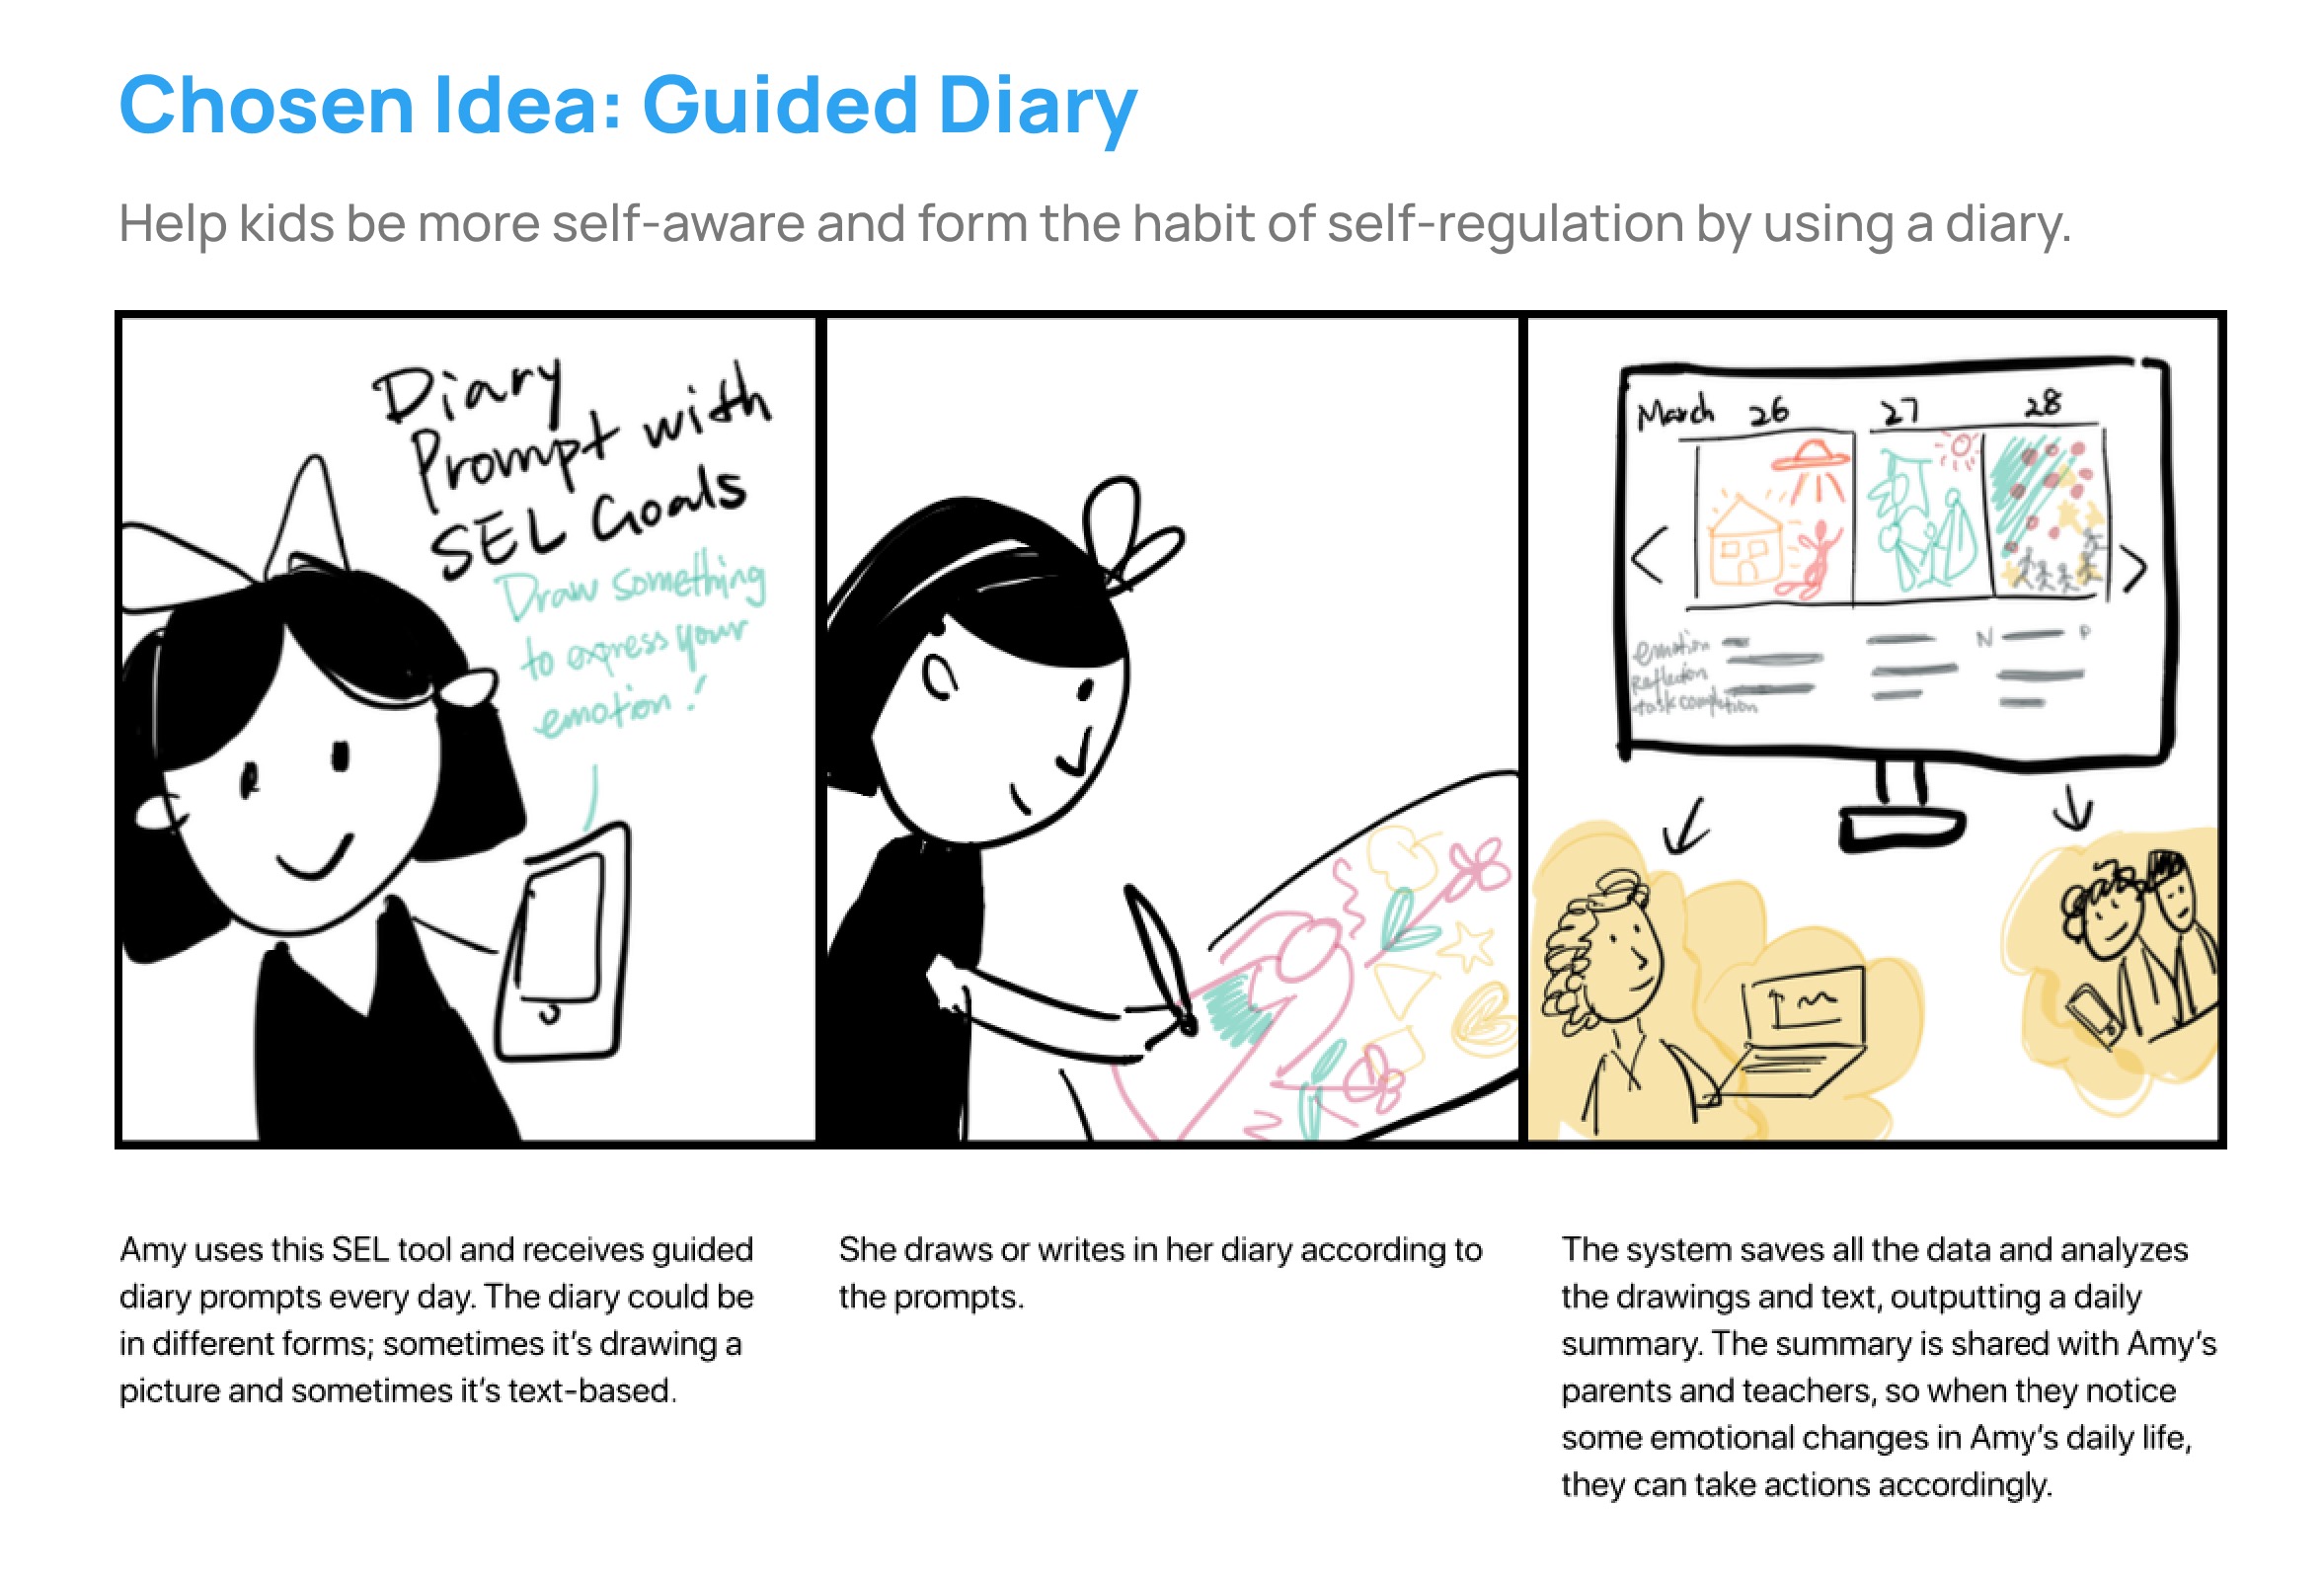 Chosen Idea: Guided Diary
Help kids be more self-aware and form the habit of self-regulation by using a diary.
Diary
Prompt with
SEL Goals
Draw something
to express your
emotion!
March 26 27 28
emotion
Reflection
task completion
N P
Amy uses this SEL tool and receives guided
diary prompts every day. The diary could be
in different forms; sometimes it's drawing a
picture and sometimes it's text-based.
She draws or writes in her diary according to
the prompts.
The system saves all the data and analyzes
the drawings and text, outputting a daily
summary. The summary is shared with Amy's
parents and teachers, so when they notice
some emotional changes in Amy's daily life,
they can take actions accordingly.